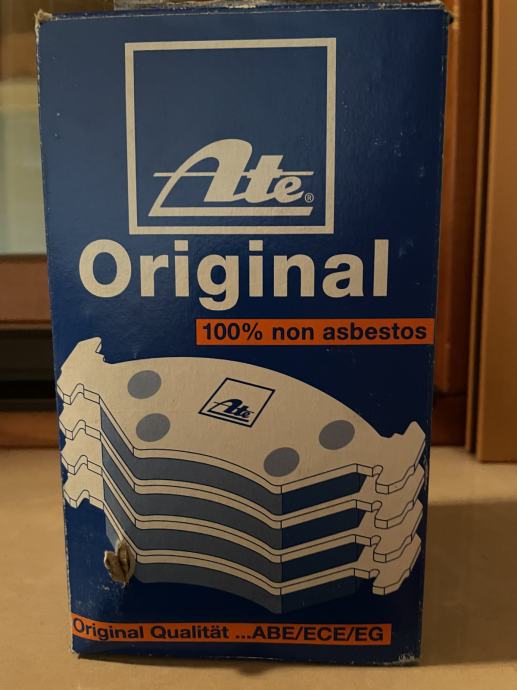 Ate®
Original
100% non asbestos
Ate
Original Qualität ...ABE/ECE/EG